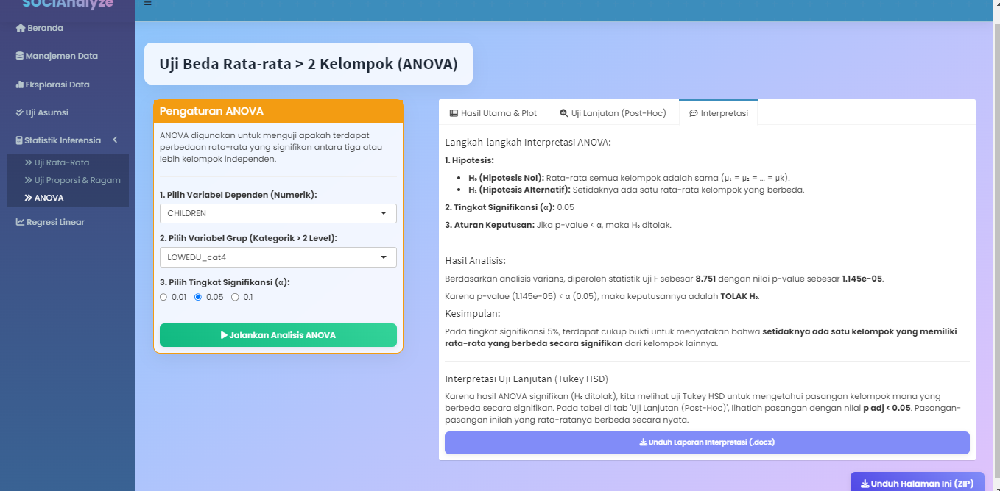 SOCIAnalyze
Beranda
Manajemen Data
Eksplorasi Data
Uji Asumsi
Statistik Inferensia
Uji Rata-Rata
Uji Proporsi & Ragam
ANOVA
Regresi Linear
Uji Beda Rata-rata > 2 Kelompok (ANOVA)
Pengaturan ANOVA
ANOVA digunakan untuk menguji apakah terdapat
perbedaan rata-rata yang signifikan antara tiga atau
lebih kelompok independen.
1. Pilih Variabel Dependen (Numerik):
CHILDREN
2. Pilih Variabel Grup (Kategorik > 2 Level):
LOWEDU_cat4
3. Pilih Tingkat Signifikansi (α):
0.01 0.05 0.1
Jalankan Analisis ANOVA
Hasil Utama & Plot Uji Lanjutan (Post-Hoc) Interpretasi
Langkah-langkah Interpretasi ANOVA:
1. Hipotesis:
• H₀ (Hipotesis Nol): Rata-rata semua kelompok adalah sama (μ₁ = μ₂ = ... = μk).
• H₁ (Hipotesis Alternatif): Setidaknya ada satu rata-rata kelompok yang berbeda.
2. Tingkat Signifikansi (α): 0.05
3. Aturan Keputusan: Jika p-value < α, maka H₀ ditolak.
Hasil Analisis:
Berdasarkan analisis varians, diperoleh statistik uji F sebesar 8.751 dengan nilai p-value sebesar 1.145e-05.
Karena p-value (1.145e-05) < α (0.05), maka keputusannya adalah TOLAK H₀.
Kesimpulan:
Pada tingkat signifikansi 5%, terdapat cukup bukti untuk menyatakan bahwa setidaknya ada satu kelompok yang memiliki
rata-rata yang berbeda secara signifikan dari kelompok lainnya.
Interpretasi Uji Lanjutan (Tukey HSD)
Karena hasil ANOVA signifikan (H₀ ditolak), kita melihat uji Tukey HSD untuk mengetahui pasangan kelompok mana yang
berbeda secara signifikan. Pada tabel di tab 'Uji Lanjutan (Post-Hoc)', lihatlah pasangan dengan nilai p adj < 0.05. Pasangan-
pasangan inilah yang rata-ratanya berbeda secara nyata.
Unduh Laporan Interpretasi (.docx)
Unduh Halaman Ini (ZIP)